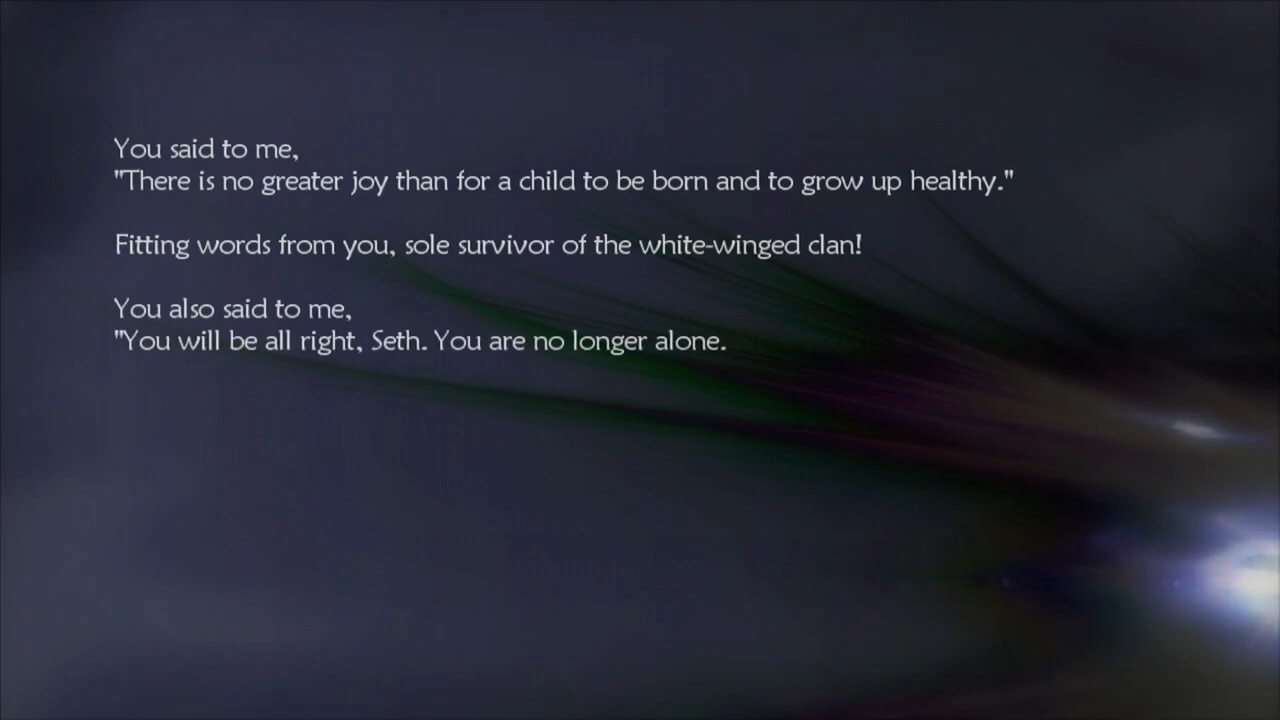 You said to me,
"There is no greater joy than for a child to be born and to grow up healthy."
Fitting words from you, sole survivor of the white-winged clan!
You also said to me,
"You will be all right, Seth. You are no longer alone.